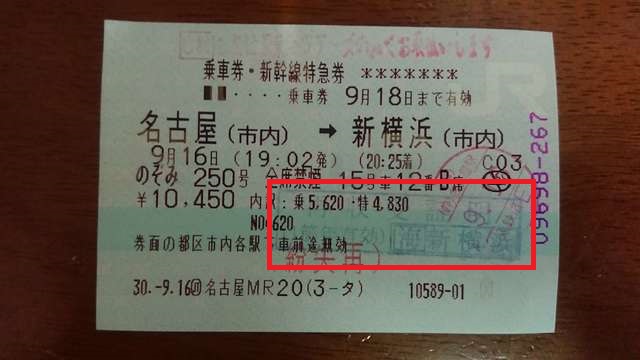 乗車券・新幹線特急券 *******
■■・・・・乗車券 9月18日まで有効
名古屋(市内) → 新横浜(市内)
9月16日 (19:02発) (20:25着) C03
のぞみ 250号 全席禁煙 15号車12番B席
¥10,450 内訳:乗5,620・特4,830
券面の都区市内各駅下車前途無効
海新横浜
紛失再)
30.-9.16 名古屋MR20(3-タ) 10589-01
09698-267